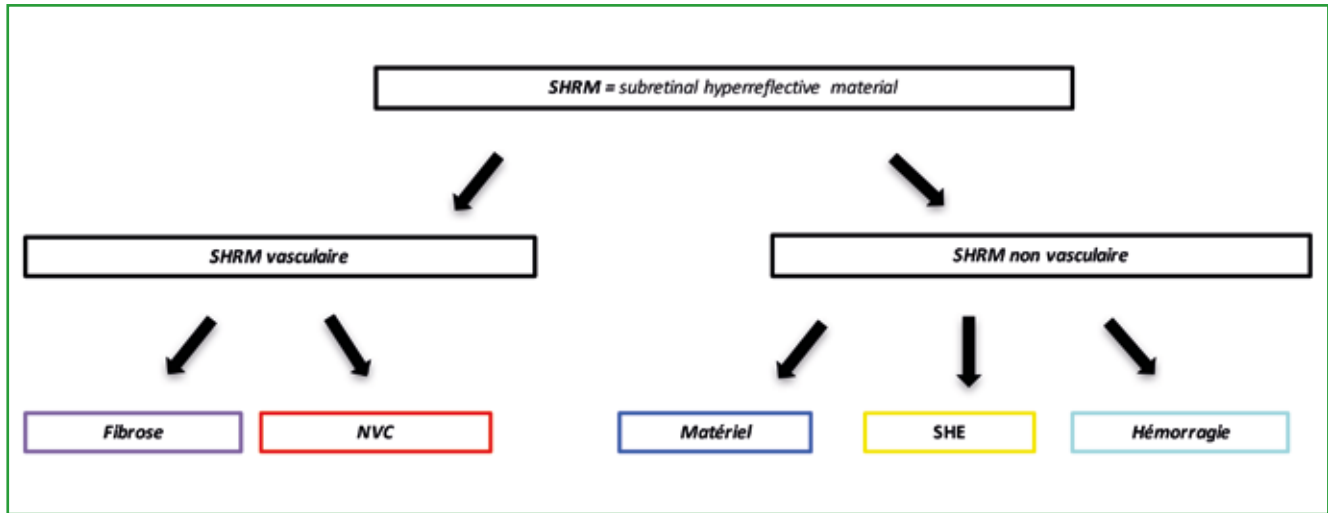 SHRM = subretinal hyperreflective material
SHRM vasculaire
SHRM non vasculaire
Fibrose
NVC
Matériel
SHE
Hémorragie